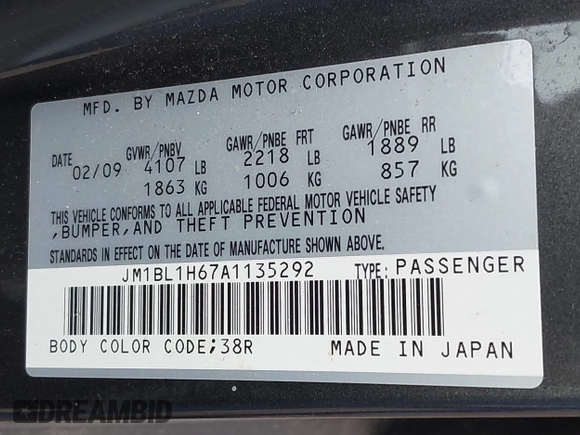 MFD. BY MAZDA MOTOR CORPORATION
DATE GVWR/PNBV GAWR/PNBE FRT GAWR/PNBE RR
02/09 4107 LB 2218 LB 1889 LB
1863 KG 1006 KG 857 KG
THIS VEHICLE CONFORMS TO ALL APPLICABLE FEDERAL MOTOR VEHICLE SAFETY
,BUMPER,AND THEFT PREVENTION
STANDARDS IN EFFECT ON THE DATE OF MANUFACTURE SHOWN ABOVE.
JM1BL1H67A1135292 TYPE: PASSENGER
BODY COLOR CODE;38R MADE IN JAPAN
DREAMBID